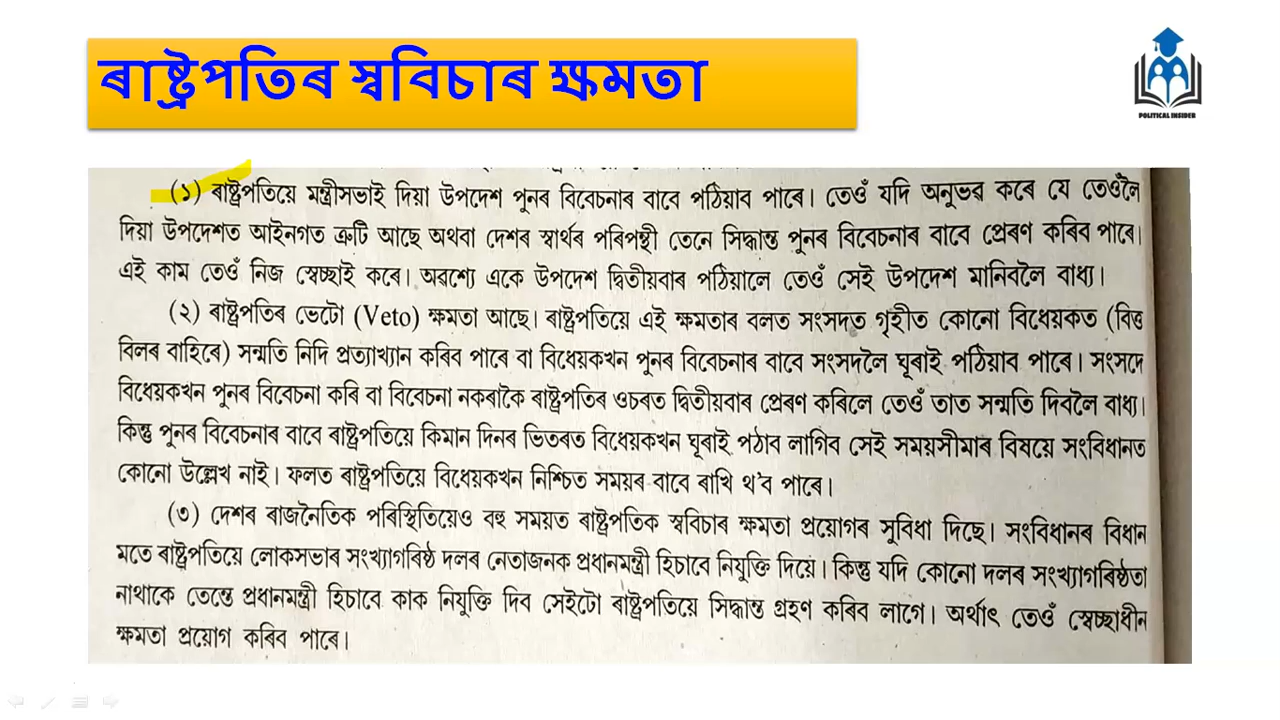 ৰাষ্ট্ৰপতিৰ স্ববিচাৰ ক্ষমতা
POLITICAL INSIDER
(১) ৰাষ্ট্ৰপতিয়ে মন্ত্ৰীসভাই দিয়া উপদেশ পুনৰ বিবেচনাৰ বাবে পঠিয়াব পাৰে। তেওঁ যদি অনুভৱ কৰে যে তেওঁলৈ
দিয়া উপদেশত আইনগত ত্ৰুটি আছে অথবা দেশৰ স্বাৰ্থৰ পৰিপন্থী তেনে সিদ্ধান্ত পুনৰ বিবেচনাৰ বাবে প্ৰেৰণ কৰিব পাৰে।
এই কাম তেওঁ নিজ স্বেচ্ছাই কৰে। অৱশ্যে একে উপদেশ দ্বিতীয়বাৰ পঠিয়ালে তেওঁ সেই উপদেশ মানিবলৈ বাধ্য।
(২) ৰাষ্ট্ৰপতিৰ ভেটো (Veto) ক্ষমতা আছে। ৰাষ্ট্ৰপতিয়ে এই ক্ষমতাৰ বলত সংসদত গৃহীত কোনো বিধেয়কত (বিত্ত
বিলৰ বাহিৰে) সন্মতি নিদি প্ৰত্যাখ্যান কৰিব পাৰে বা বিধেয়কখন পুনৰ বিবেচনাৰ বাবে সংসদলৈ ঘূৰাই পঠিয়াব পাৰে। সংসদে
বিধেয়কখন পুনৰ বিবেচনা কৰি বা বিবেচনা নকৰাকৈ ৰাষ্ট্ৰপতিৰ ওচৰত দ্বিতীয়বাৰ প্ৰেৰণ কৰিলে তেওঁ তাত সন্মতি দিবলৈ বাধ্য।
কিন্তু পুনৰ বিবেচনাৰ বাবে ৰাষ্ট্ৰপতিয়ে কিমান দিনৰ ভিতৰত বিধেয়কখন ঘূৰাই পঠাব লাগিব সেই সময়সীমাৰ বিষয়ে সংবিধানত
কোনো উল্লেখ নাই। ফলত ৰাষ্ট্ৰপতিয়ে বিধেয়কখন নিশ্চিত সময়ৰ বাবে ৰাখি থ'ব পাৰে।
(৩) দেশৰ ৰাজনৈতিক পৰিস্থিতিয়েও বহু সময়ত ৰাষ্ট্ৰপতিক স্ববিচাৰ ক্ষমতা প্ৰয়োগৰ সুবিধা দিছে। সংবিধানৰ বিধান
মতে ৰাষ্ট্ৰপতিয়ে লোকসভাৰ সংখ্যাগৰিষ্ঠ দলৰ নেতাজনক প্ৰধানমন্ত্ৰী হিচাবে নিযুক্তি দিয়ে। কিন্তু যদি কোনো দলৰ সংখ্যাগৰিষ্ঠতা
নাথাকে তেন্তে প্ৰধানমন্ত্ৰী হিচাবে কাক নিযুক্তি দিব সেইটো ৰাষ্ট্ৰপতিয়ে সিদ্ধান্ত গ্ৰহণ কৰিব লাগে। অৰ্থাৎ তেওঁ স্বেচ্ছাধীন
ক্ষমতা প্ৰয়োগ কৰিব পাৰে।